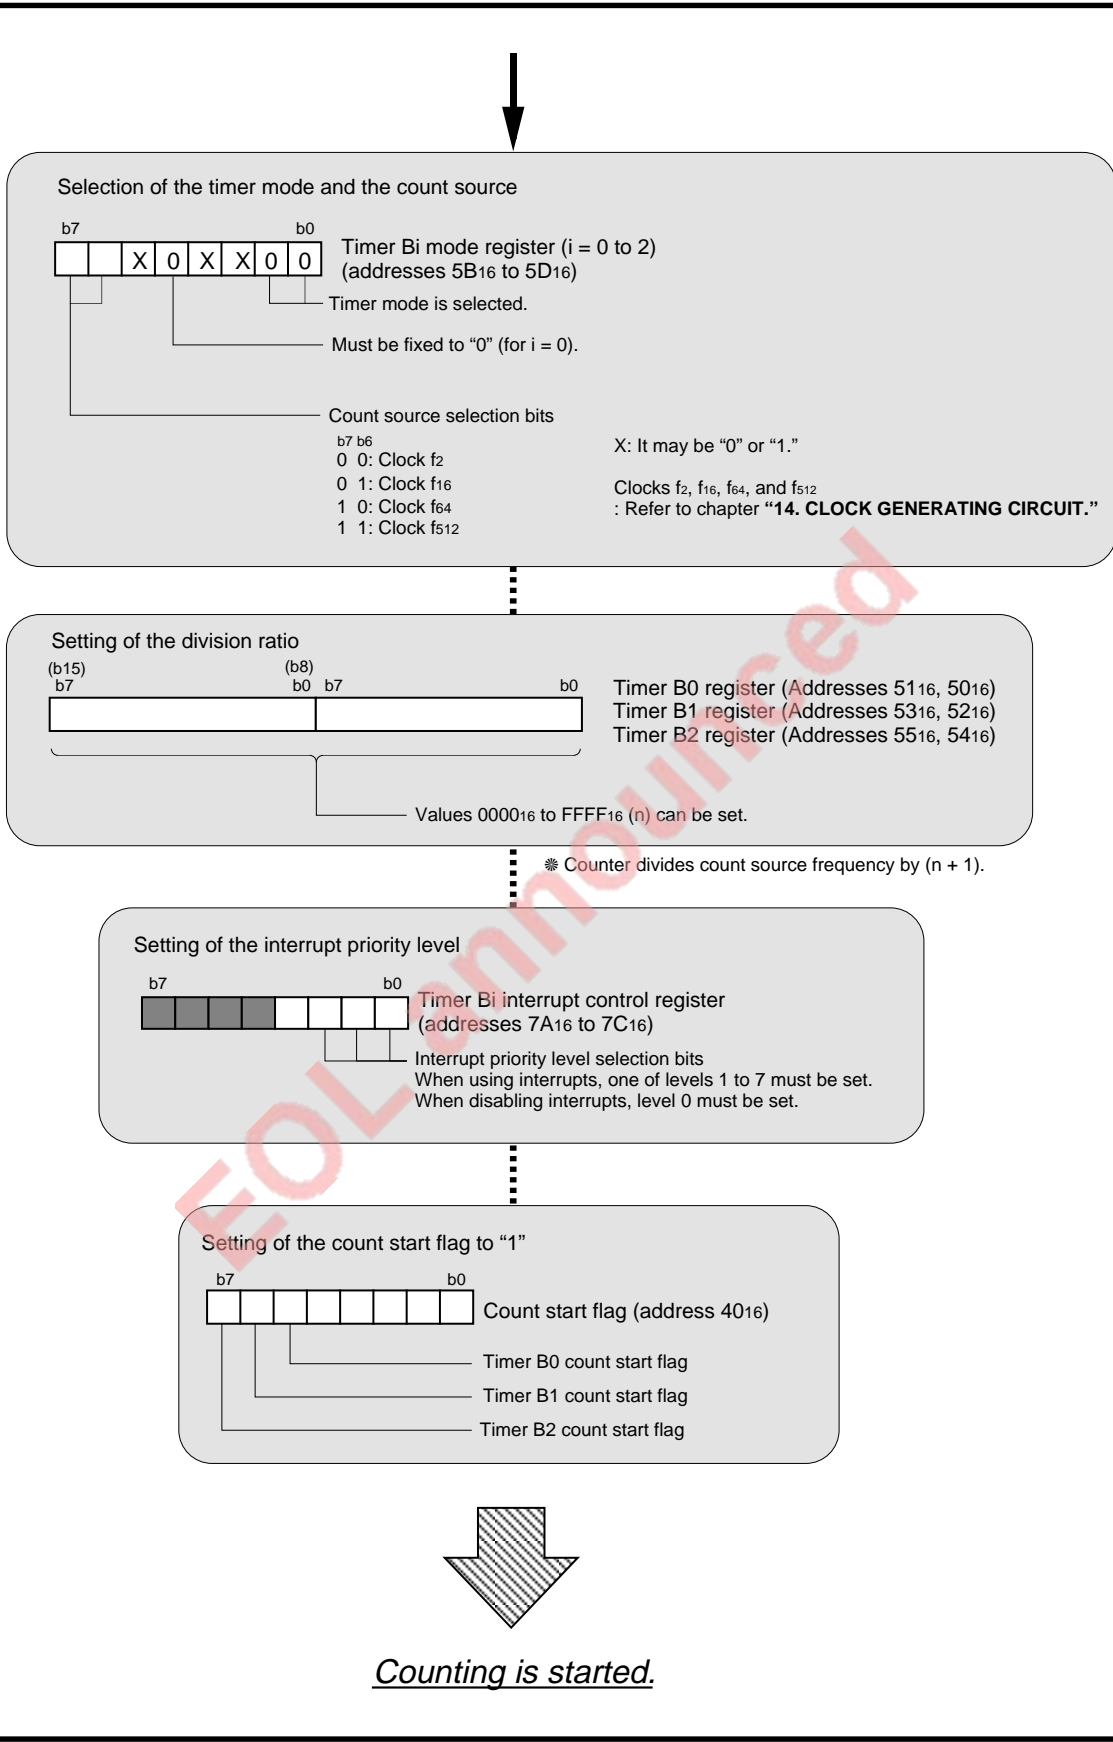 Selection of the timer mode and the count source
b7 b0
X 0 X X 0 0
Timer Bi mode register (i = 0 to 2)
(addresses 5B16 to 5D16)
Timer mode is selected.
Must be fixed to “0” (for i = 0).
Count source selection bits
b7 b6
0 0: Clock f2
0 1: Clock f16
1 0: Clock f64
1 1: Clock f512
X: It may be “0” or “1.”
Clocks f2, f16, f64, and f512
: Refer to chapter “14. CLOCK GENERATING CIRCUIT.”
Setting of the division ratio
(b15) (b8)
b7 b0 b7 b0
Timer B0 register (Addresses 5116, 5016)
Timer B1 register (Addresses 5316, 5216)
Timer B2 register (Addresses 5516, 5416)
Values 000016 to FFFF16 (n) can be set.
❋ Counter divides count source frequency by (n + 1).
Setting of the interrupt priority level
b7 b0
Timer Bi interrupt control register
(addresses 7A16 to 7C16)
Interrupt priority level selection bits
When using interrupts, one of levels 1 to 7 must be set.
When disabling interrupts, level 0 must be set.
Setting of the count start flag to “1”
b7 b0
Count start flag (address 4016)
Timer B0 count start flag
Timer B1 count start flag
Timer B2 count start flag
Counting is started.
EOL announced